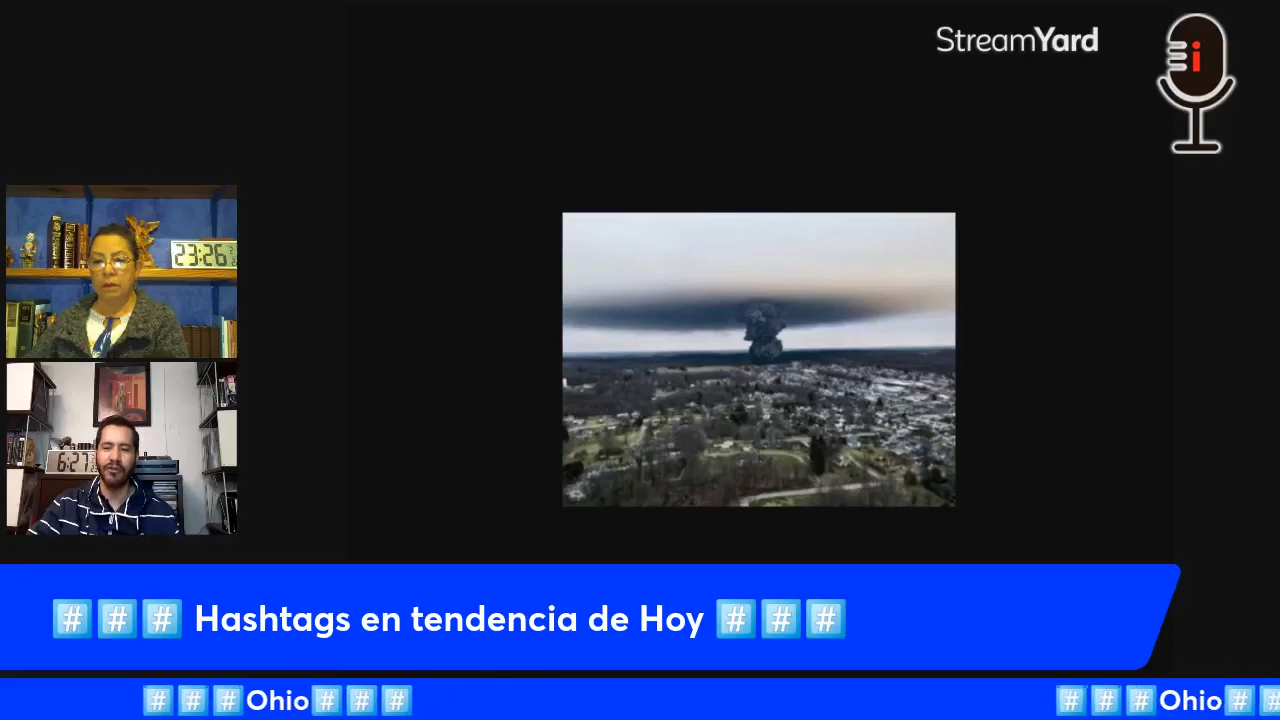 StreamYard
i
23:26
6:27
#️⃣#️⃣#️⃣ Hashtags en tendencia de Hoy #️⃣#️⃣#️⃣
#️⃣#️⃣#️⃣Ohio#️⃣#️⃣#️⃣ #️⃣#️⃣#️⃣Ohio#️⃣#️⃣